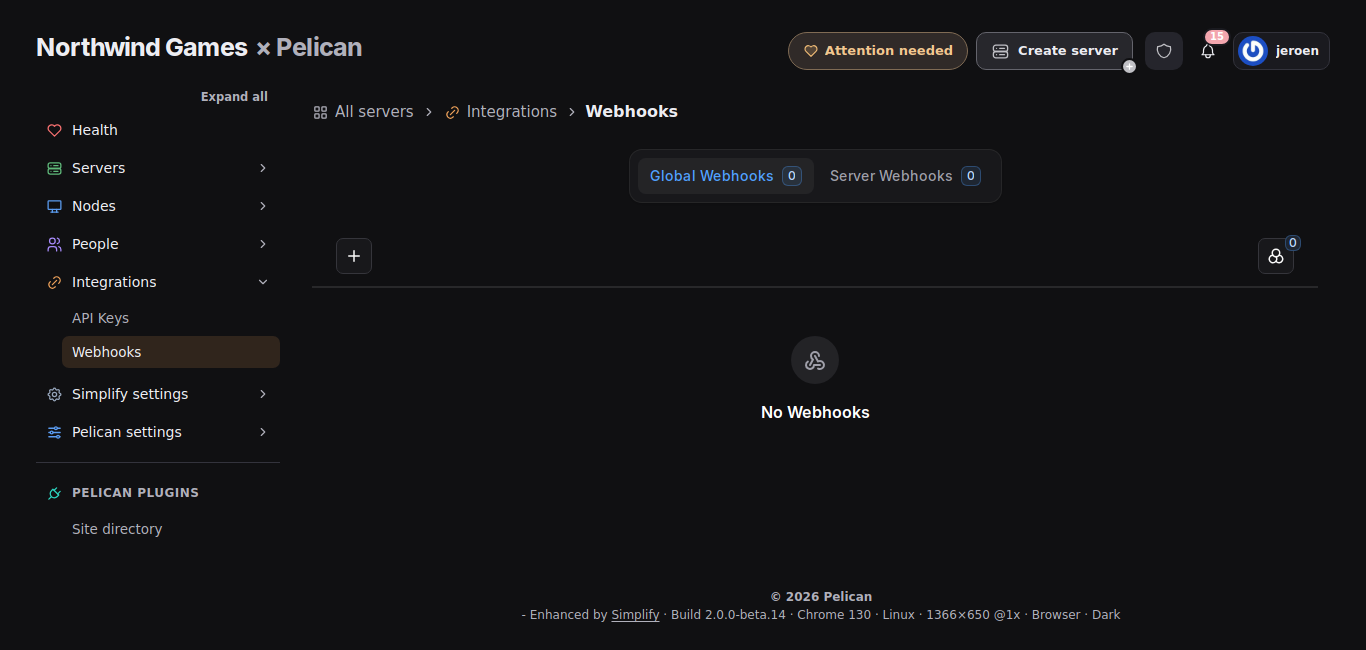 Northwind Games × Pelican
Attention needed
Create server
15
jeroen
Expand all
Health
Servers
Nodes
People
Integrations
API Keys
Webhooks
Simplify settings
Pelican settings
PELICAN PLUGINS
Site directory
All servers > Integrations > Webhooks
Global Webhooks 0
Server Webhooks 0
0
No Webhooks
© 2026 Pelican
- Enhanced by Simplify · Build 2.0.0-beta.14 · Chrome 130 · Linux · 1366×650 @1x · Browser · Dark